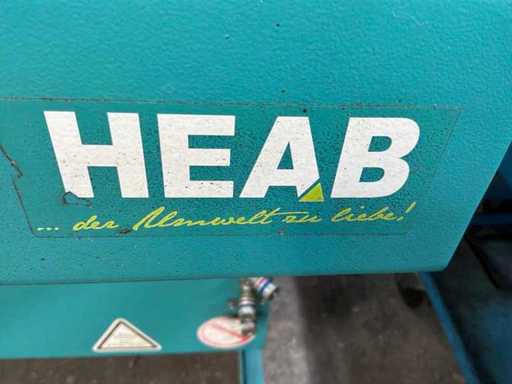 HEAB
... der Umwelt zu liebe!